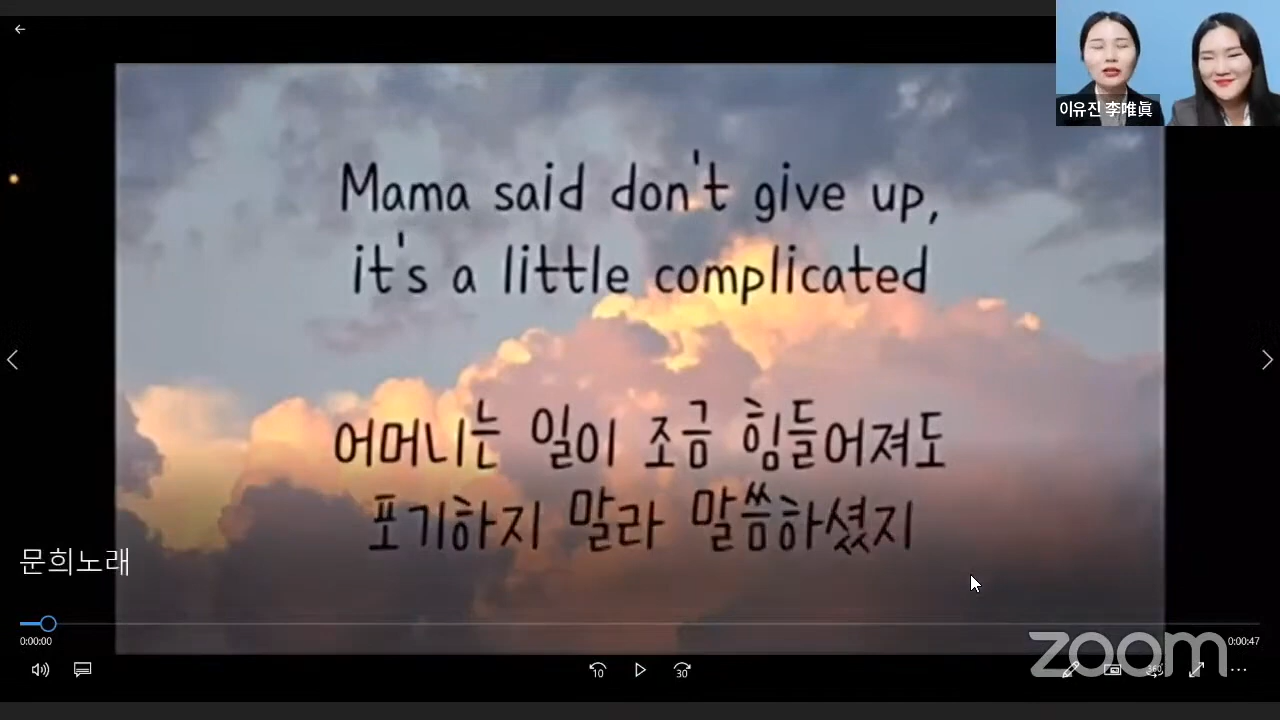 이유진 李唯眞
Mama said don't give up,
it's a little complicated
어머니는 일이 조금 힘들어져도
포기하지 말라 말씀하셨지
문희노래
0:00:00
0:00:47
10
30
zoom